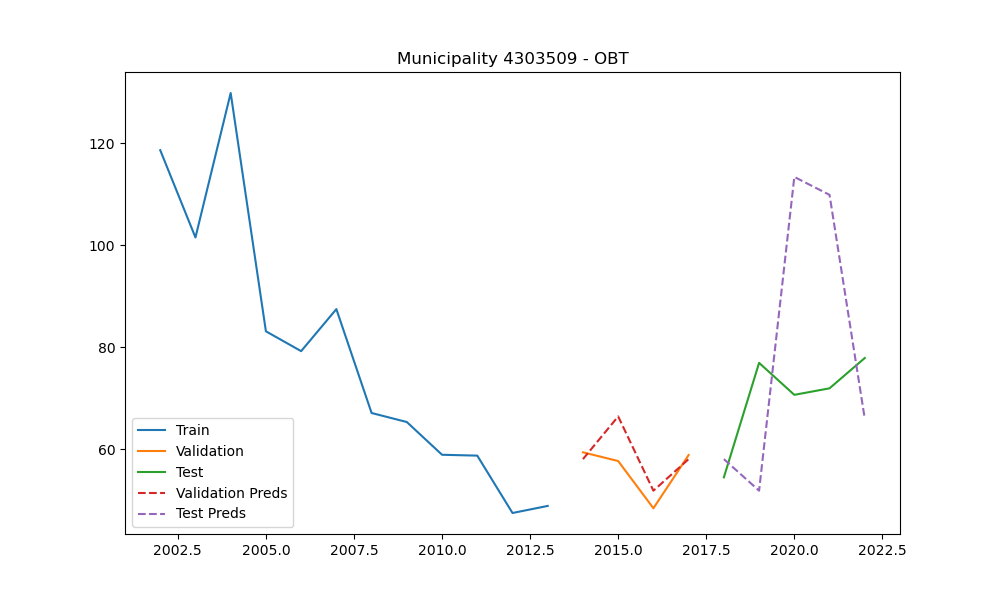 Municipality 4303509 - OBT
120
100
80
60
Train
Validation
Test
Validation Preds
Test Preds
2002.5 2005.0 2007.5 2010.0 2012.5 2015.0 2017.5 2020.0 2022.5